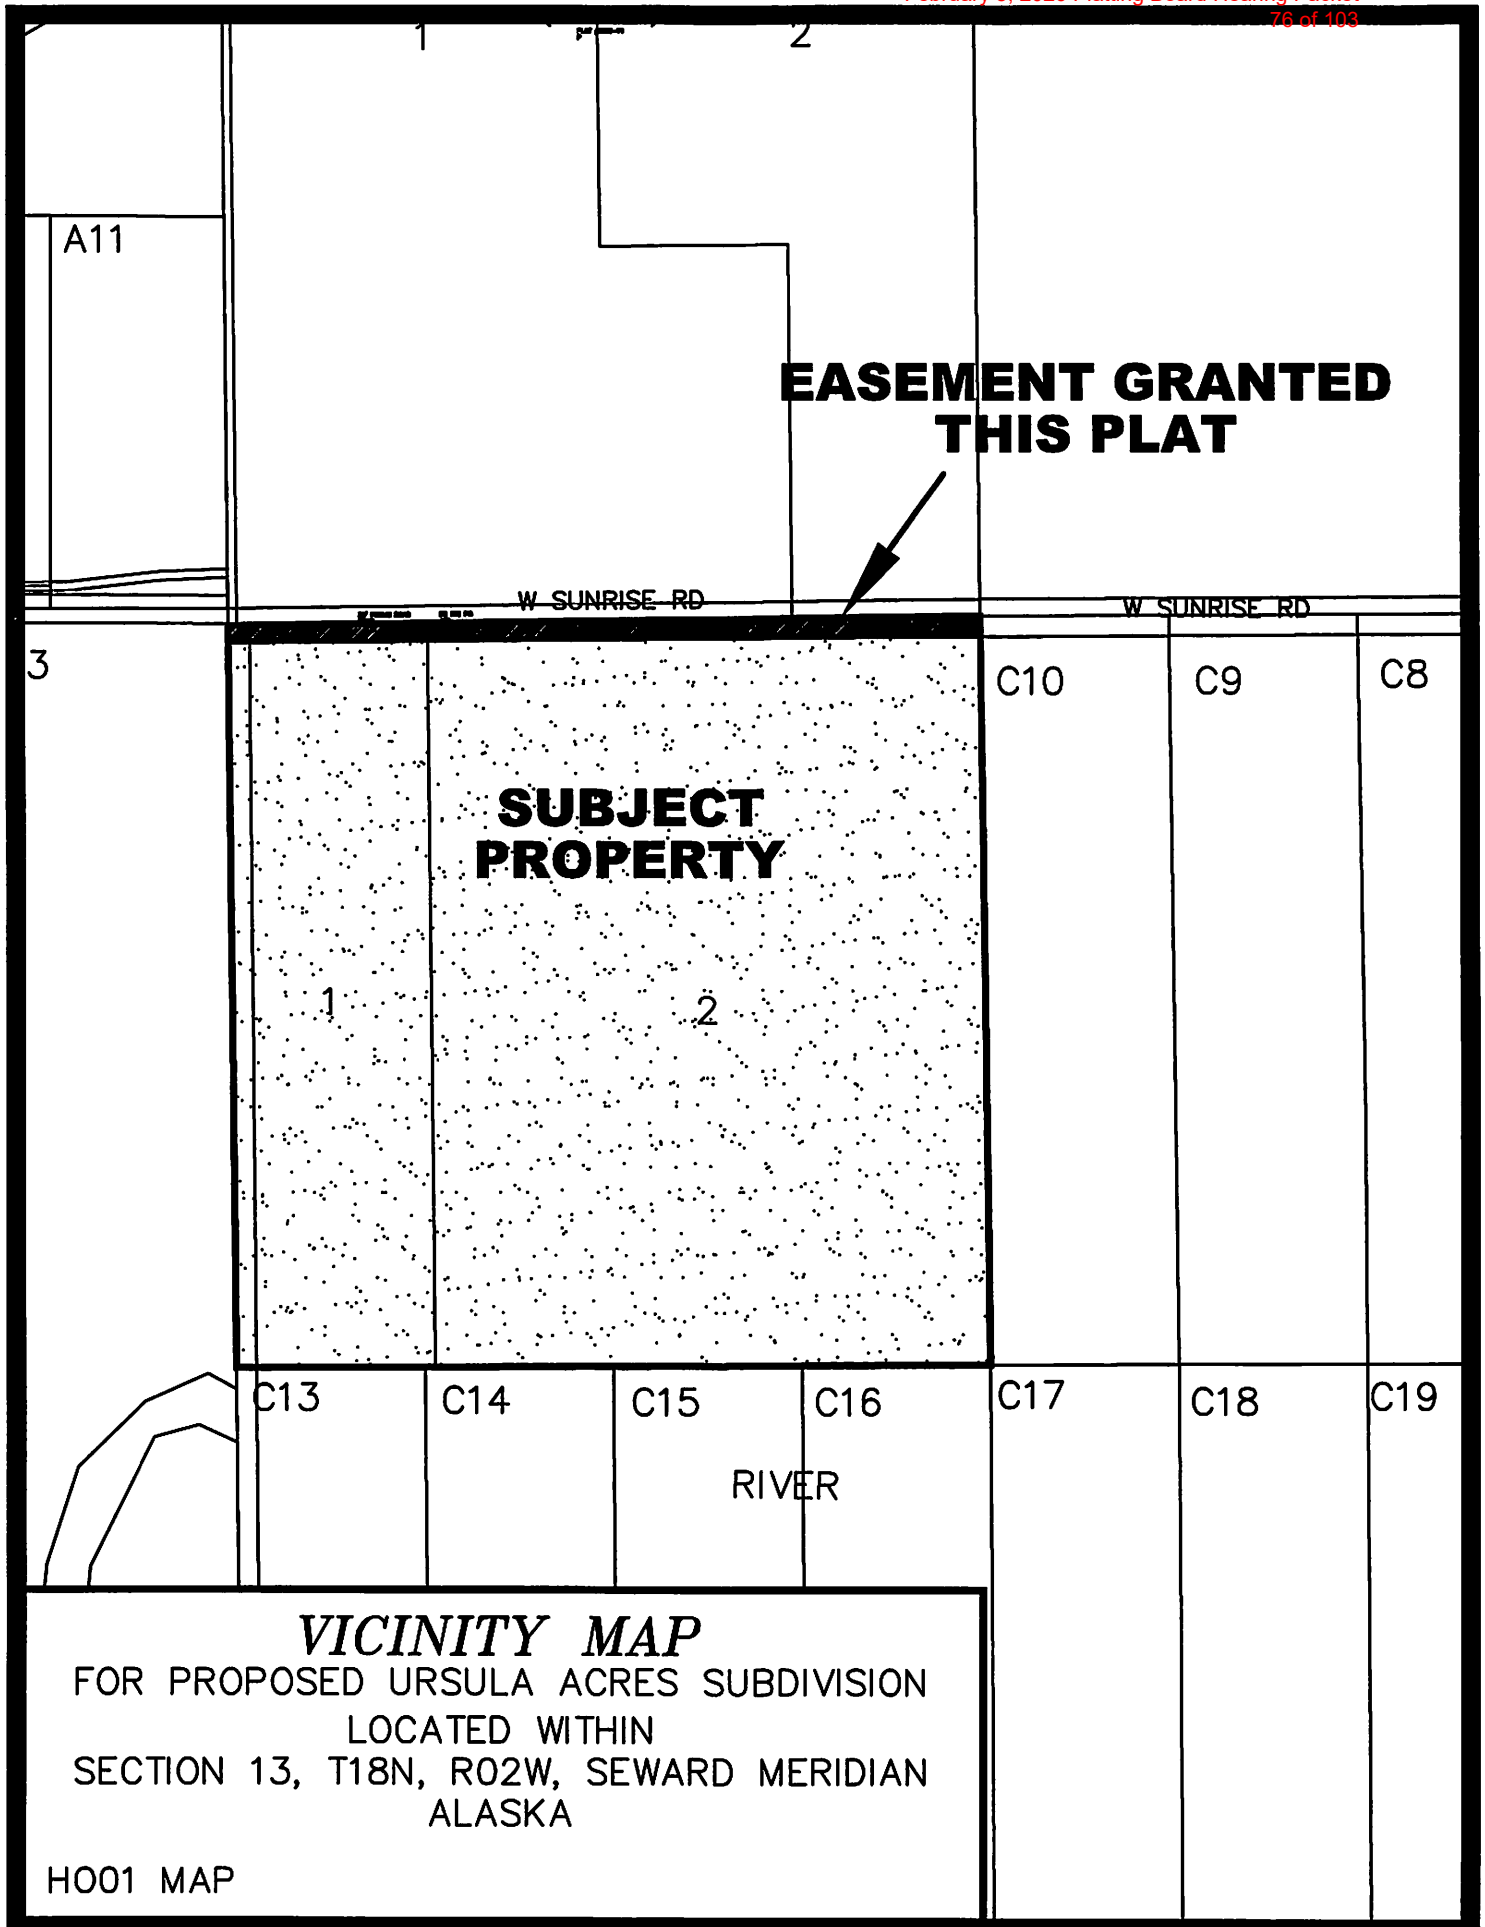 76 of 103
1
2
A11
EASEMENT GRANTED
THIS PLAT
W SUNRISE RD
W SUNRISE RD
3
C10
C9
C8
SUBJECT
PROPERTY
1
2
C13
C14
C15
C16
C17
C18
C19
RIVER
VICINITY MAP
FOR PROPOSED URSULA ACRES SUBDIVISION
LOCATED WITHIN
SECTION 13, T18N, R02W, SEWARD MERIDIAN
ALASKA
HO01 MAP